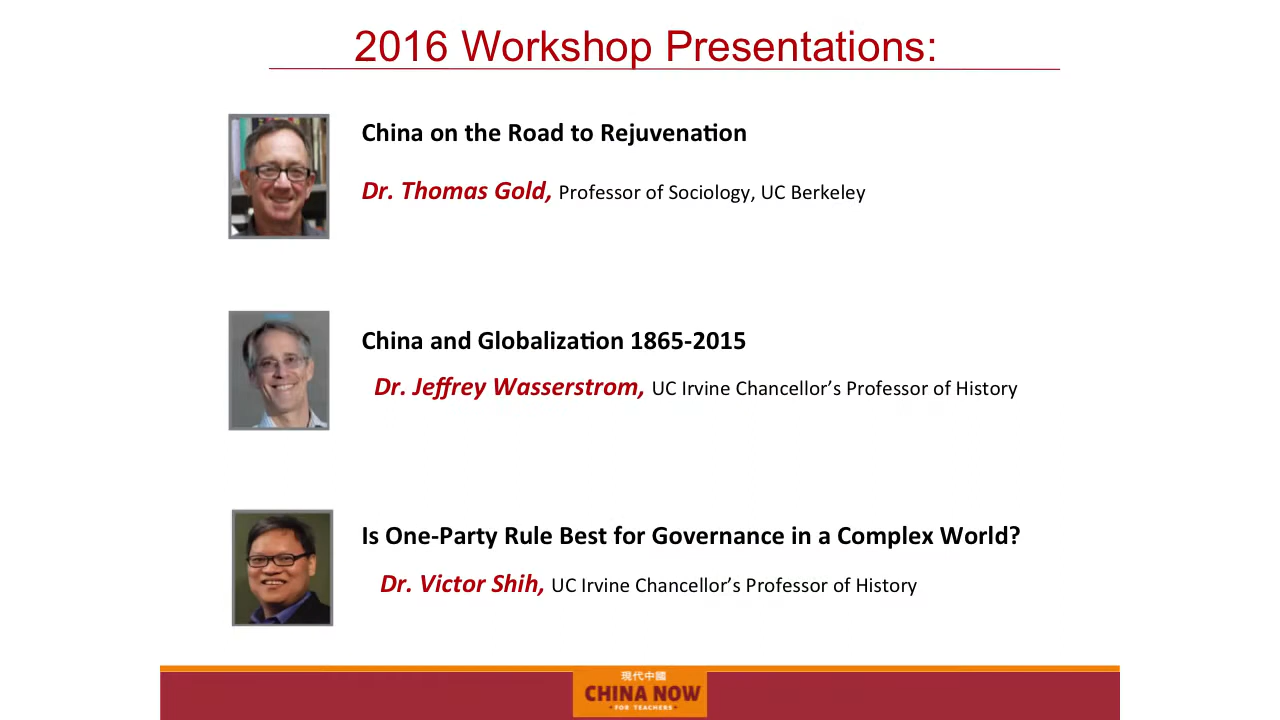 2016 Workshop Presentations:
China on the Road to Rejuvenation
Dr. Thomas Gold, Professor of Sociology, UC Berkeley
China and Globalization 1865-2015
Dr. Jeffrey Wasserstrom, UC Irvine Chancellor’s Professor of History
Is One-Party Rule Best for Governance in a Complex World?
Dr. Victor Shih, UC Irvine Chancellor’s Professor of History
現代中國
CHINA NOW
FOR TEACHERS